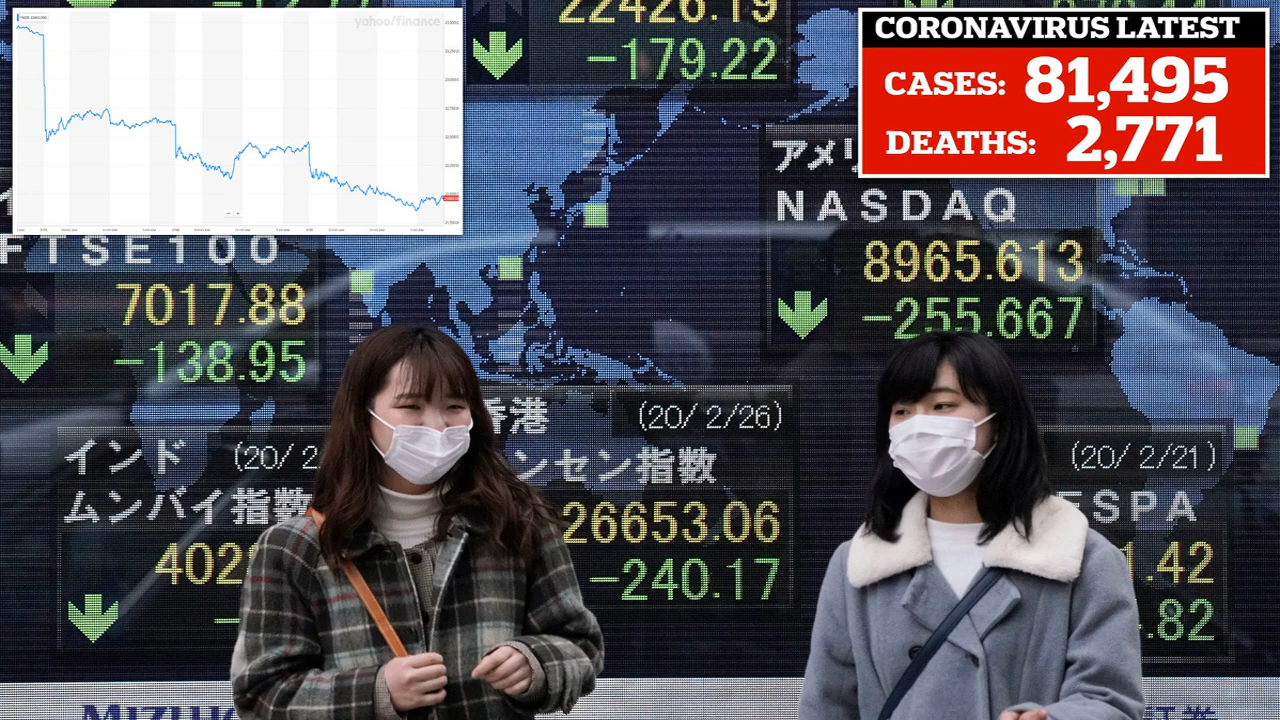 yahoo/finance
22426 9
-179.22
CORONAVIRUS LATEST
CASES: 81,495
DEATHS: 2,771
アメリ
NASDAQ
8965.613
-255.667
FTSE100
7017.88
-138.95
インド (20/ 2
ムンバイ指数
402
-
香港 (20/ 2/26)
ンセン指数
26653.06
-240.17
(20/ 2/21)
ESPA
1.42
.82
MIZUH